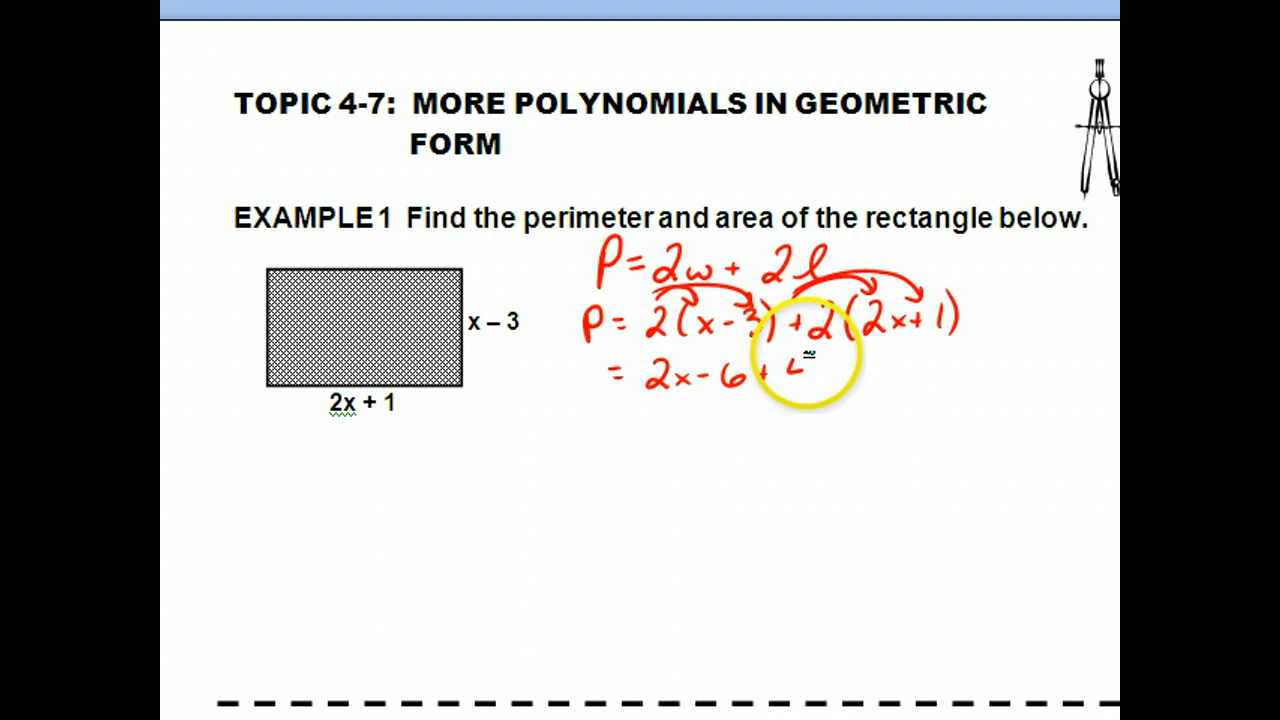 TOPIC 4-7: MORE POLYNOMIALS IN GEOMETRIC
FORM
EXAMPLE 1 Find the perimeter and area of the rectangle below.
P = 2w + 2l
x – 3
P = 2(x - 3) + 2(2x + 1)
= 2x - 6 +
2x + 1